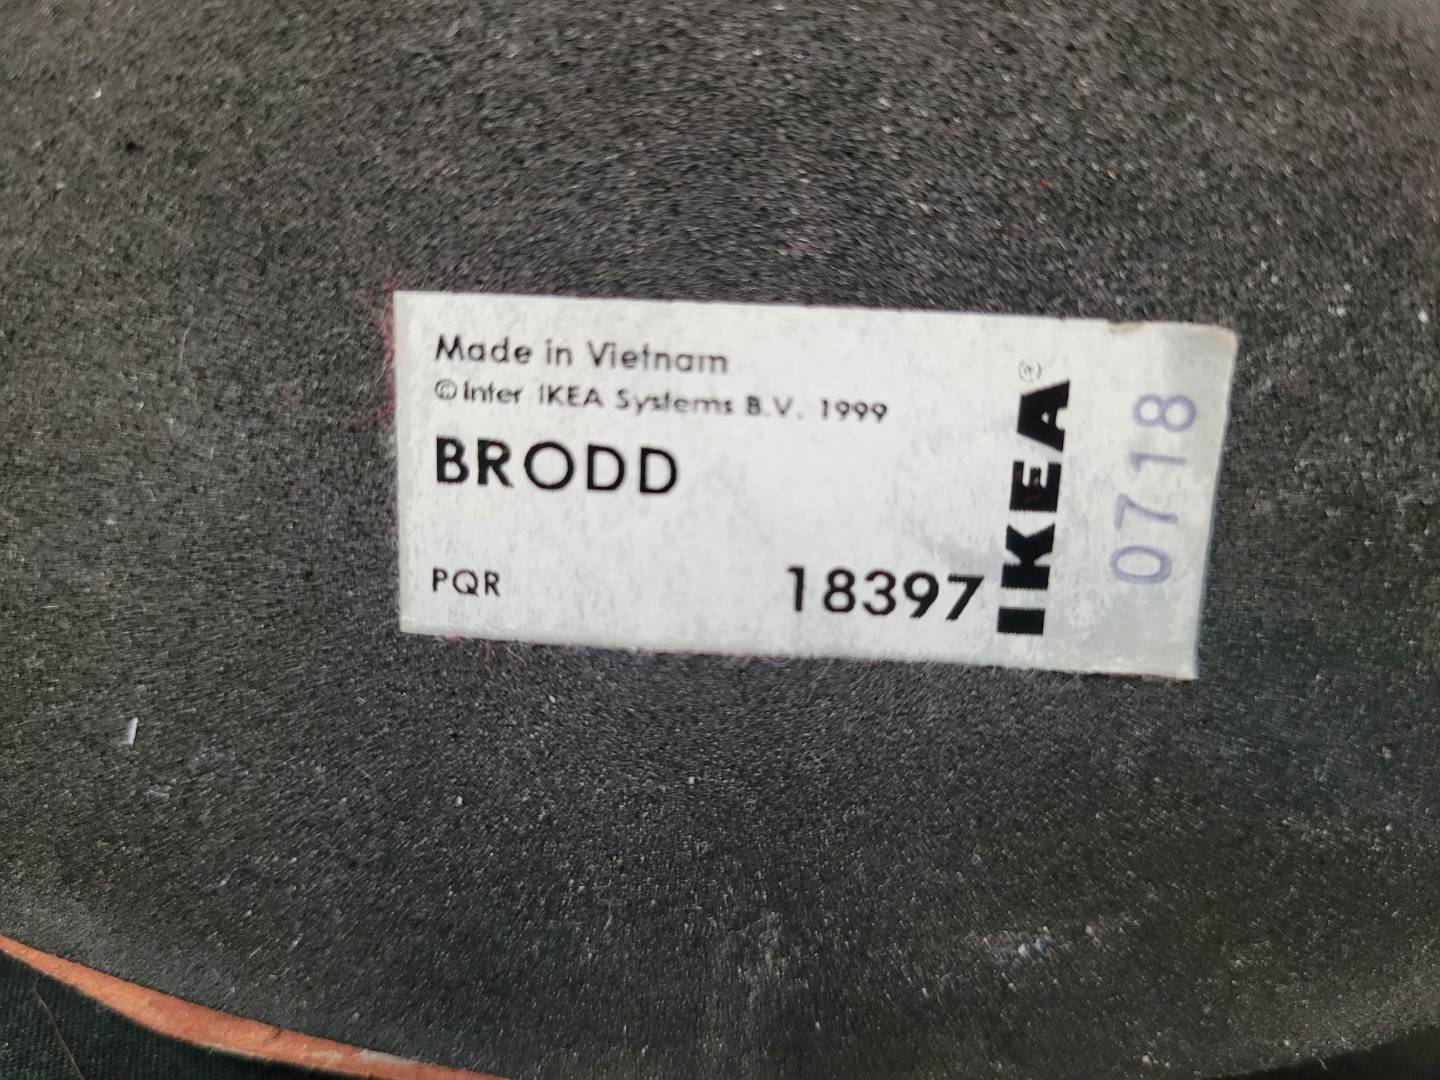 Made in Vietnam
© Inter IKEA Systems B.V. 1999
BRODD
PQR
18397
IKEA®
0718